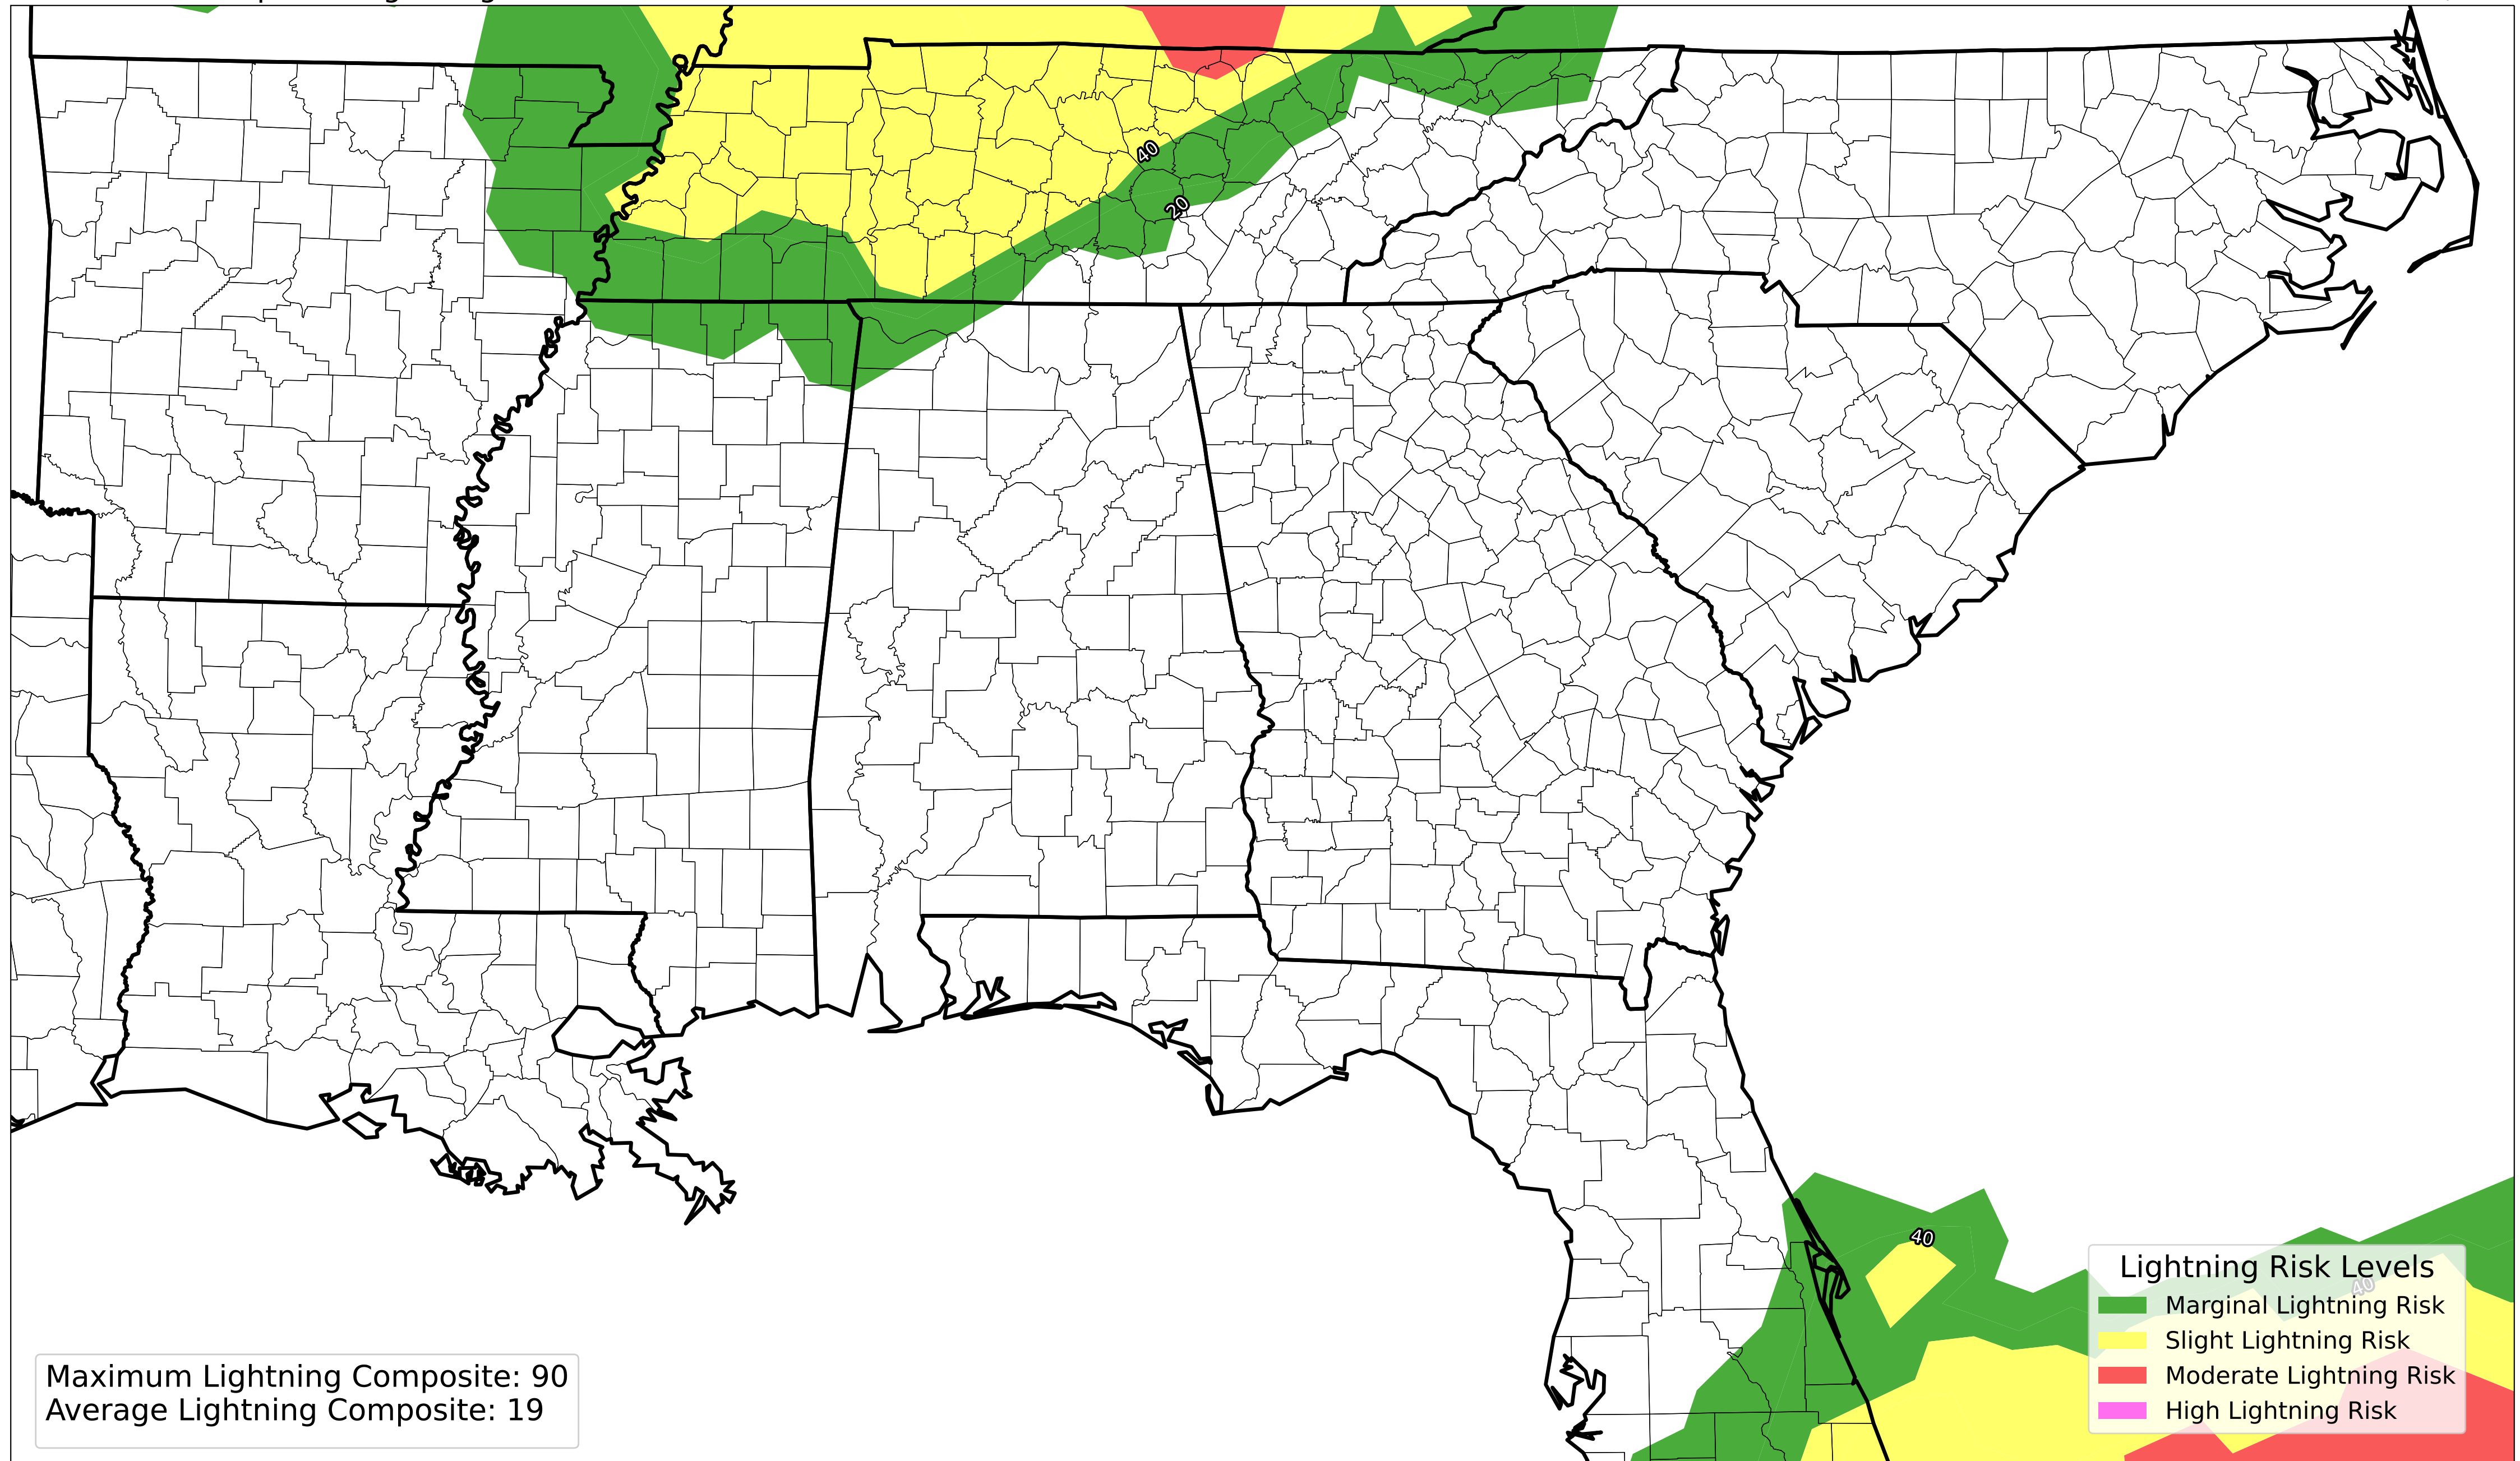 40
20
40
40
Lightning Risk Levels
Marginal Lightning Risk
Slight Lightning Risk
Moderate Lightning Risk
High Lightning Risk
Maximum Lightning Composite: 90
Average Lightning Composite: 19